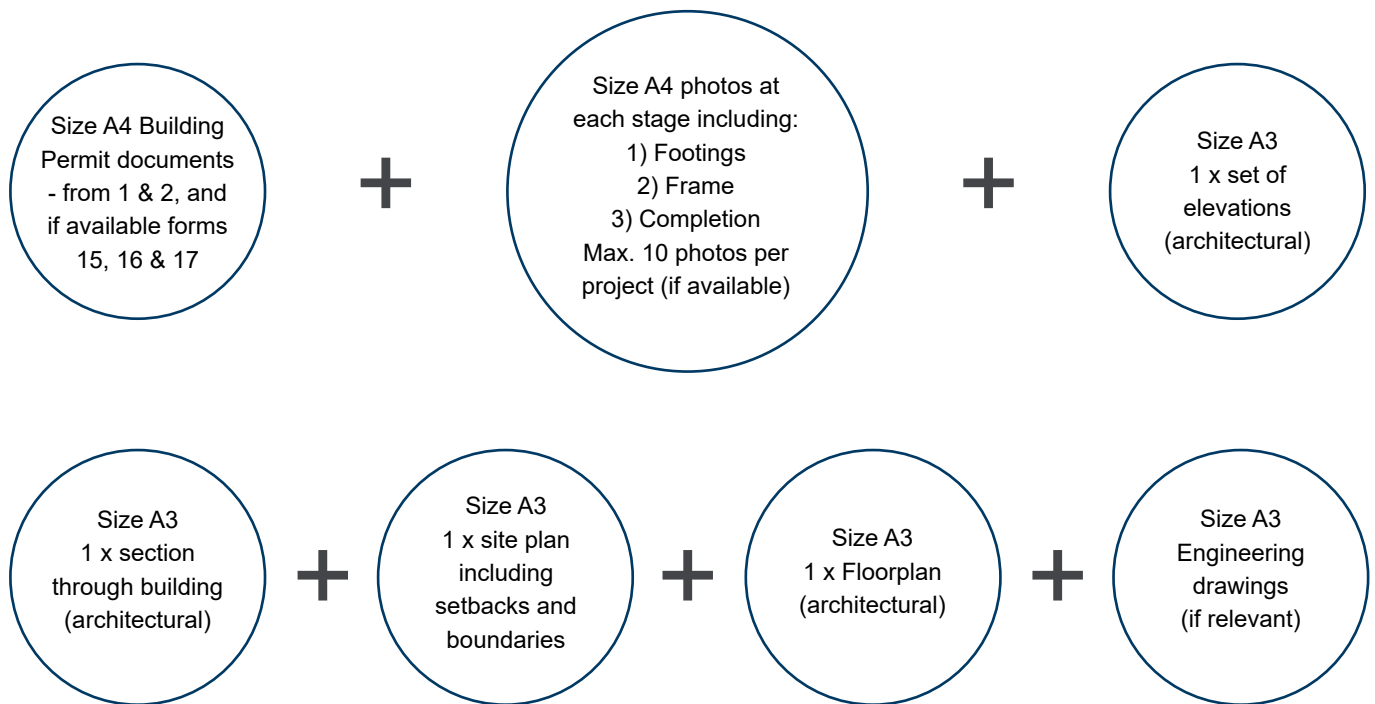 Size A4 Building
Permit documents
- from 1 & 2, and
if available forms
15, 16 & 17
Size A4 photos at
each stage including:
1) Footings
2) Frame
3) Completion
Max. 10 photos per
project (if available)
Size A3
1 x set of
elevations
(architectural)
Size A3
1 x section
through building
(architectural)
Size A3
1 x site plan
including
setbacks and
boundaries
Size A3
1 x Floorplan
(architectural)
Size A3
Engineering
drawings
(if relevant)